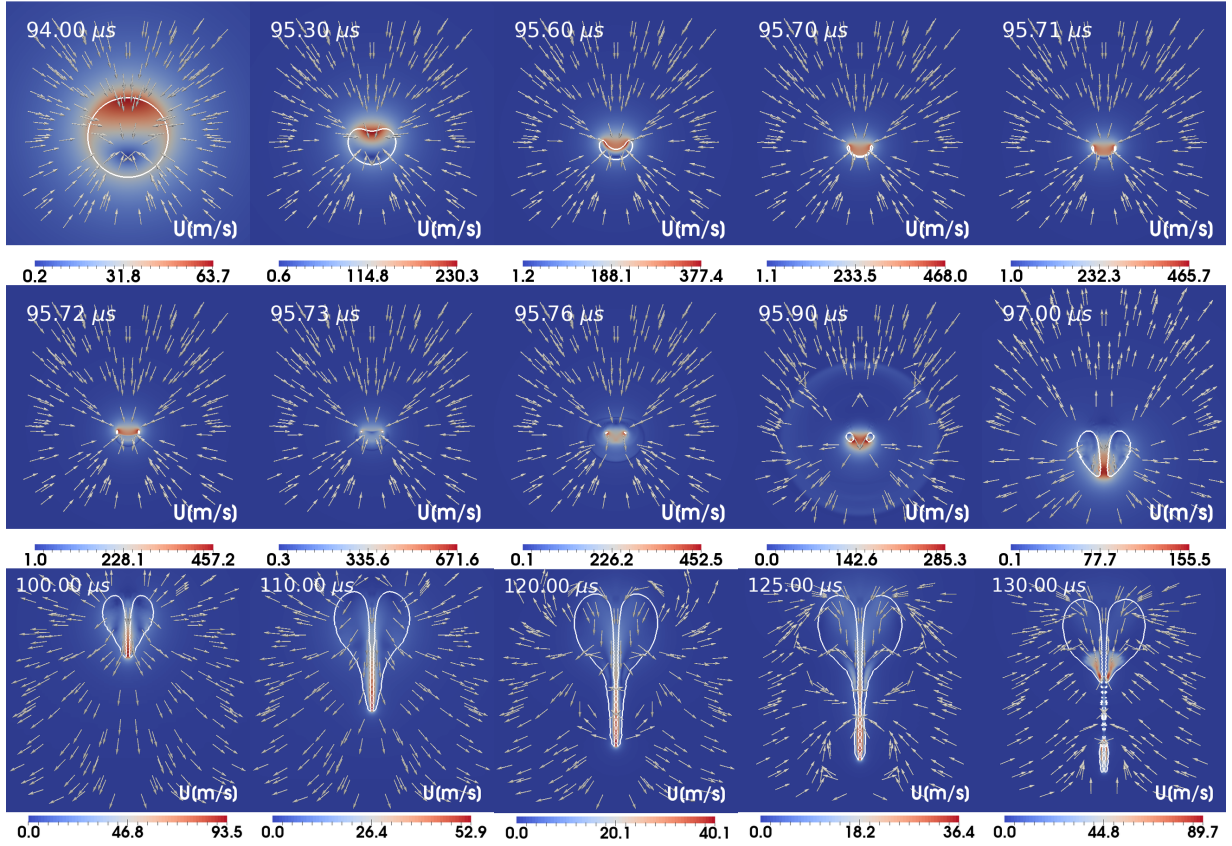 94.00 μs 95.30 μs 95.60 μs 95.70 μs 95.71 μs
U(m/s) U(m/s) U(m/s) U(m/s) U(m/s)
0.2 31.8 63.7 0.6 114.8 230.3 1.2 188.1 377.4 1.1 233.5 468.0 1.0 232.3 465.7
95.72 μs 95.73 μs 95.76 μs 95.90 μs 97.00 μs
U(m/s) U(m/s) U(m/s) U(m/s) U(m/s)
1.0 228.1 457.2 0.3 335.6 671.6 0.1 226.2 452.5 0.0 142.6 285.3 0.1 77.7 155.5
100.00 μs 110.00 μs 120.00 μs 125.00 μs 130.00 μs
U(m/s) U(m/s) U(m/s) U(m/s) U(m/s)
0.0 46.8 93.5 0.0 26.4 52.9 0.0 20.1 40.1 0.0 18.2 36.4 0.0 44.8 89.7